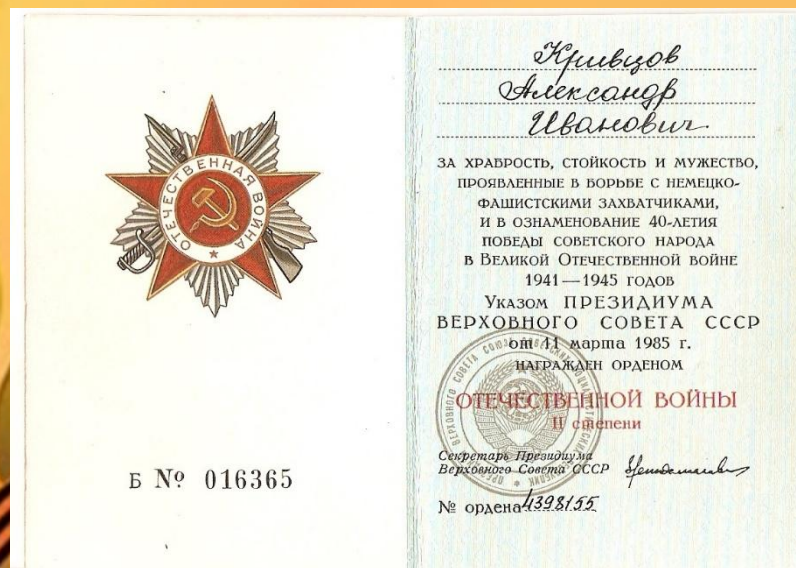 ОТЕЧЕСТВЕННАЯ ВОЙНА
Б № 016365
Кривцов
Александр
Иванович
ЗА ХРАБРОСТЬ, СТОЙКОСТЬ И МУЖЕСТВО,
ПРОЯВЛЕННЫЕ В БОРЬБЕ С НЕМЕЦКО-
ФАШИСТСКИМИ ЗАХВАТЧИКАМИ,
И В ОЗНАМЕНОВАНИЕ 40-ЛЕТИЯ
ПОБЕДЫ СОВЕТСКОГО НАРОДА
В ВЕЛИКОЙ ОТЕЧЕСТВЕННОЙ ВОЙНЕ
1941—1945 ГОДОВ
УКАЗОМ ПРЕЗИДИУМА
ВЕРХОВНОГО СОВЕТА СССР
от 11 марта 1985 г.
НАГРАЖДЕН ОРДЕНОМ
ОТЕЧЕСТВЕННОЙ ВОЙНЫ
II степени
Секретарь Президиума
Верховного Совета СССР
№ ордена 4398155